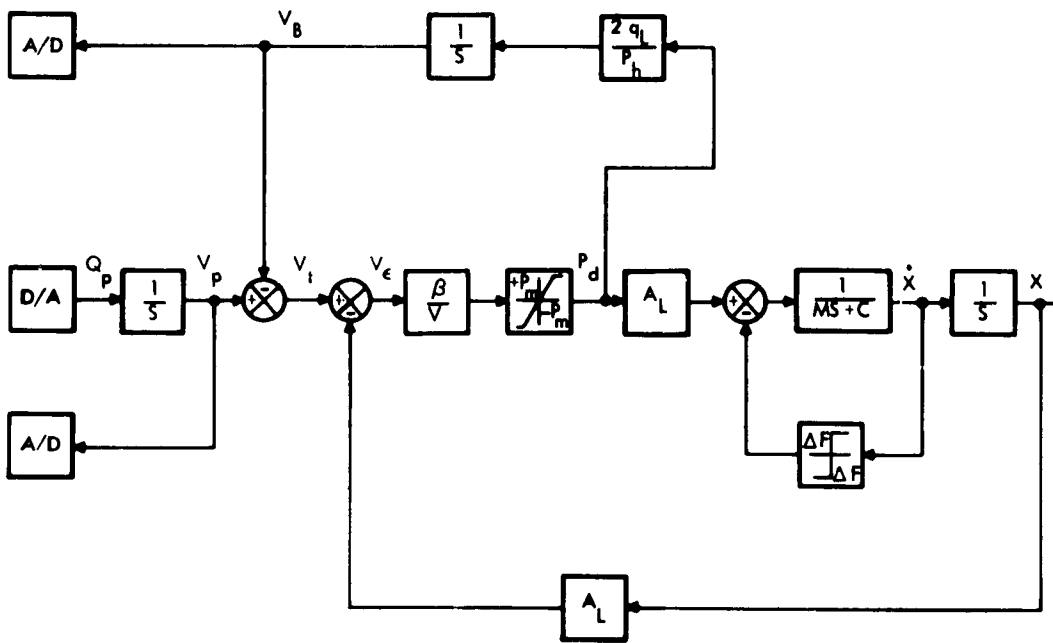 A/D
V_B
1
S
2 q_L
P_h
D/A
Q_p
1
S
V_p
+
−
V_t
+
−
V_ε
β
V
+P_m
−P_m
P_d
A_L
+
−
1
MS + C
Ẋ
1
S
X
A/D
ΔF
ΔF
A_L